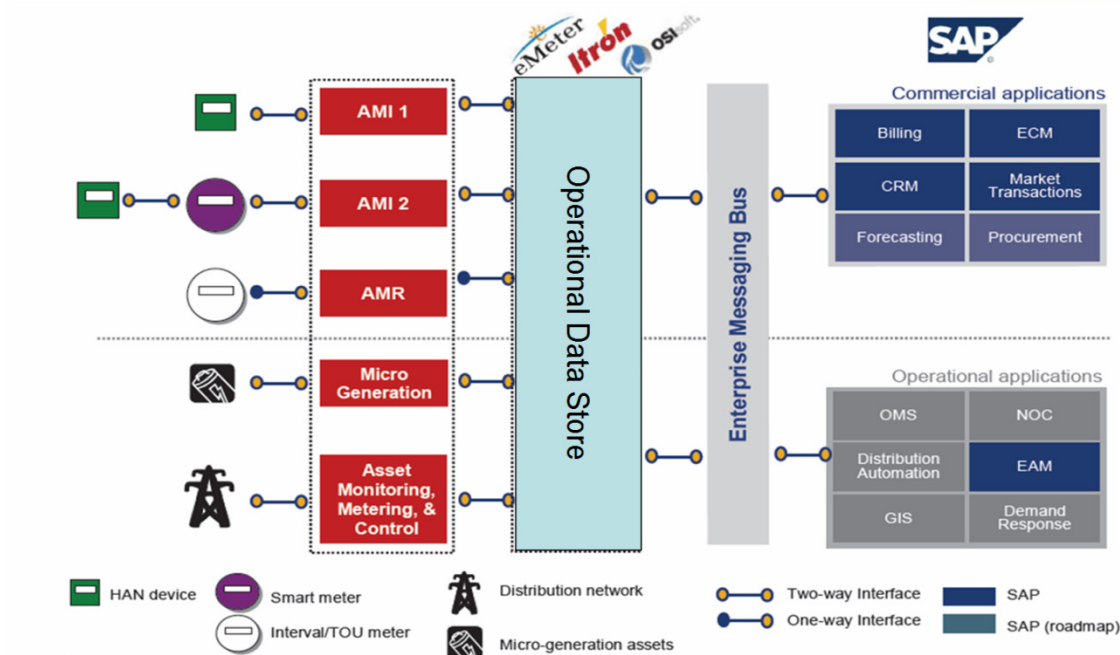 eMeter
Itron
OSIsoft.
SAP
Commercial applications
AMI 1
Billing
ECM
AMI 2
CRM
Market
Transactions
Forecasting
Procurement
AMR
Operational Data Store
Enterprise Messaging Bus
Micro
Generation
Operational applications
OMS
NOC
Asset
Monitoring,
Metering, &
Control
Distribution
Automation
EAM
GIS
Demand
Response
HAN device
Smart meter
Interval/TOU meter
Distribution network
Micro-generation assets
Two-way Interface
One-way Interface
SAP
SAP (roadmap)